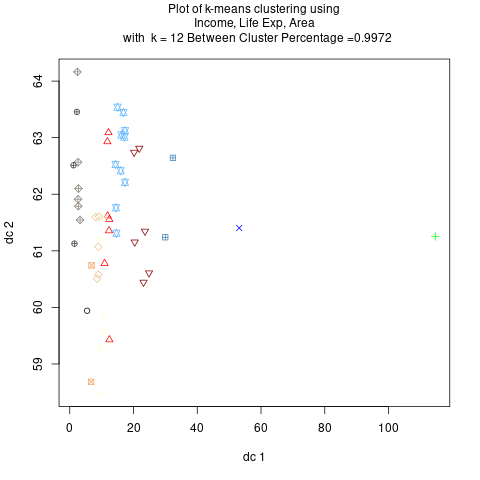 Plot of k-means clustering using
Income, Life Exp, Area
with k = 12 Between Cluster Percentage =0.9972
64
63
62
61
60
59
dc 2
0 20 40 60 80 100
dc 1